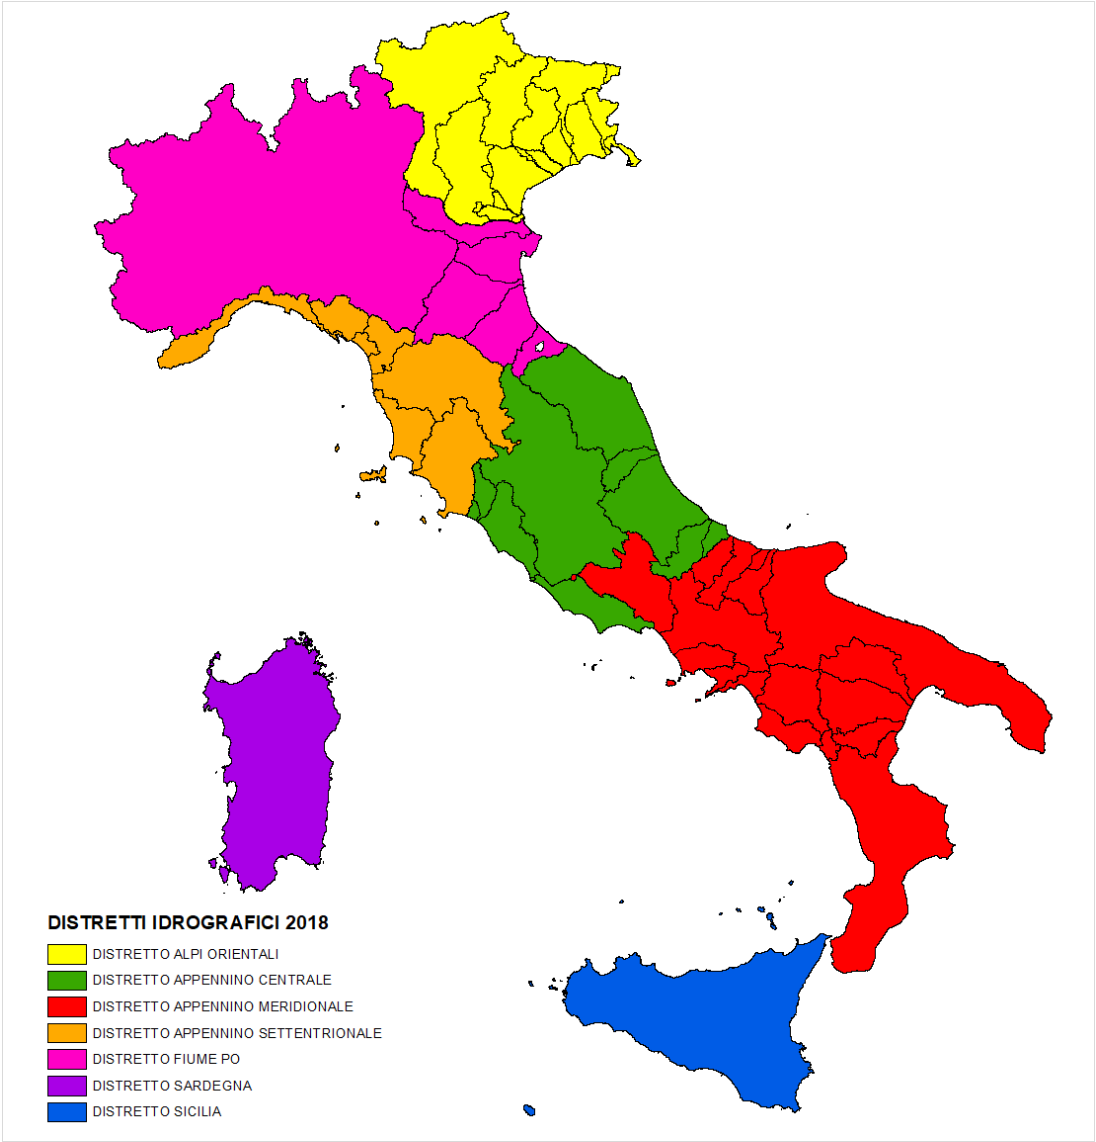 DISTRETTI IDROGRAFICI 2018
DISTRETTO ALPI ORIENTALI
DISTRETTO APPENNINO CENTRALE
DISTRETTO APPENNINO MERIDIONALE
DISTRETTO APPENNINO SETTENTRIONALE
DISTRETTO FIUME PO
DISTRETTO SARDEGNA
DISTRETTO SICILIA